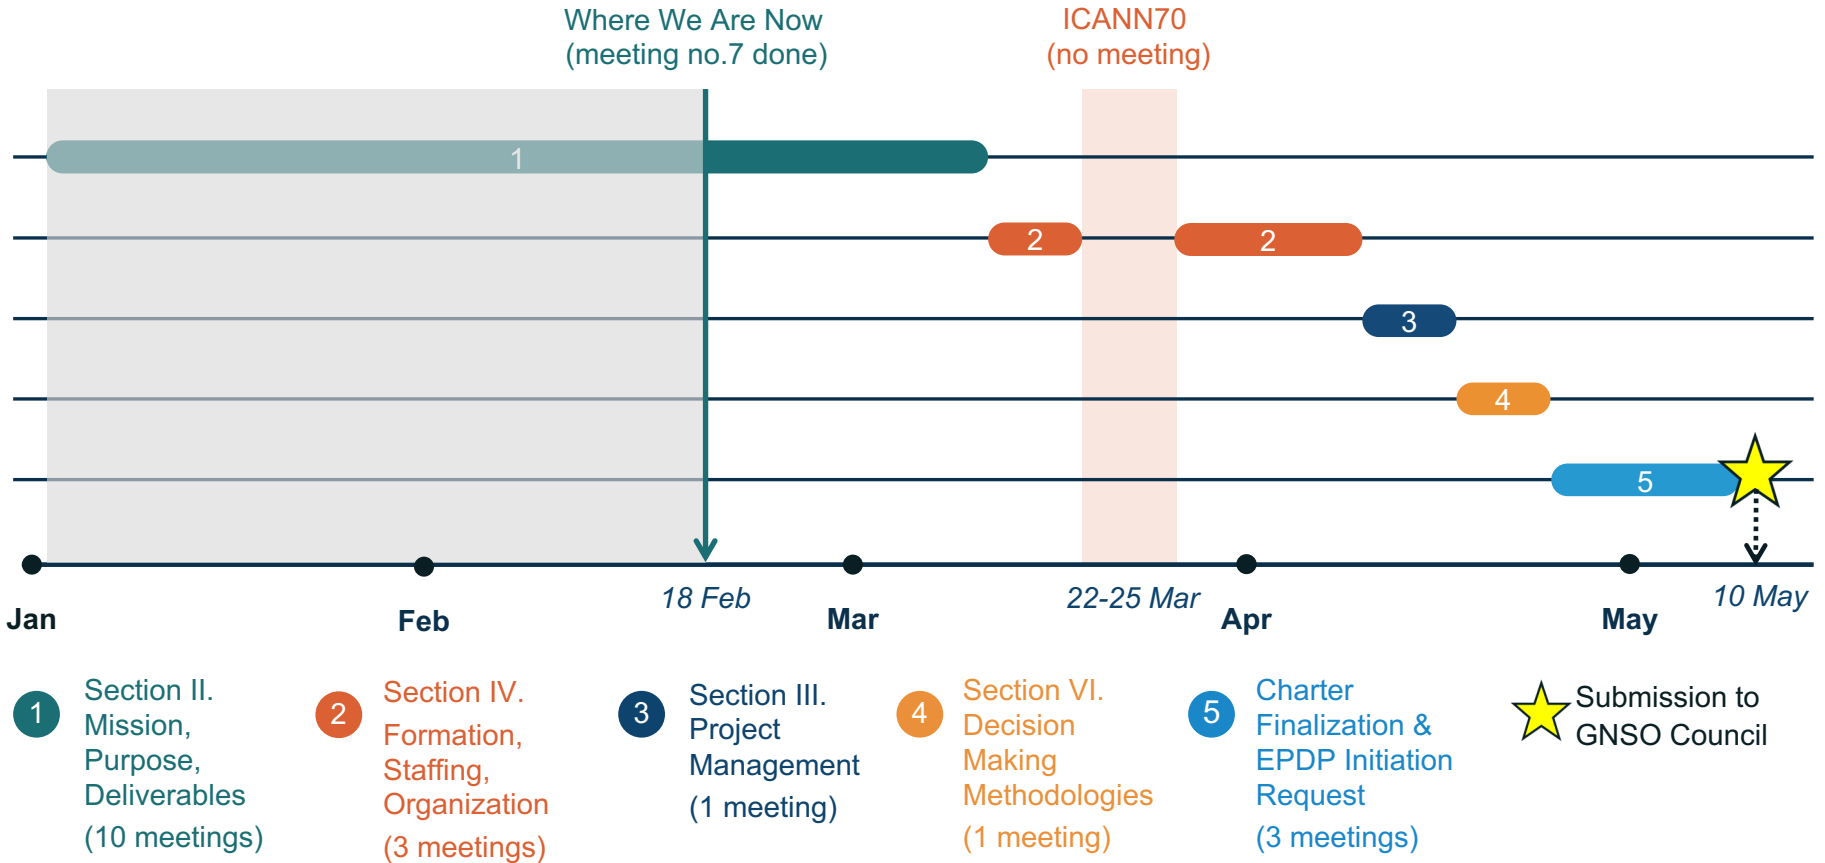 Where We Are Now
(meeting no.7 done)
ICANN70
(no meeting)
1
2
2
3
4
5
18 Feb
22-25 Mar
10 May
Jan
Feb
Mar
Apr
May
1
Section II.
Mission,
Purpose,
Deliverables
(10 meetings)
2
Section IV.
Formation,
Staffing,
Organization
(3 meetings)
3
Section III.
Project
Management
(1 meeting)
4
Section VI.
Decision
Making
Methodologies
(1 meeting)
5
Charter
Finalization &
EPDP Initiation
Request
(3 meetings)
Submission to
GNSO Council